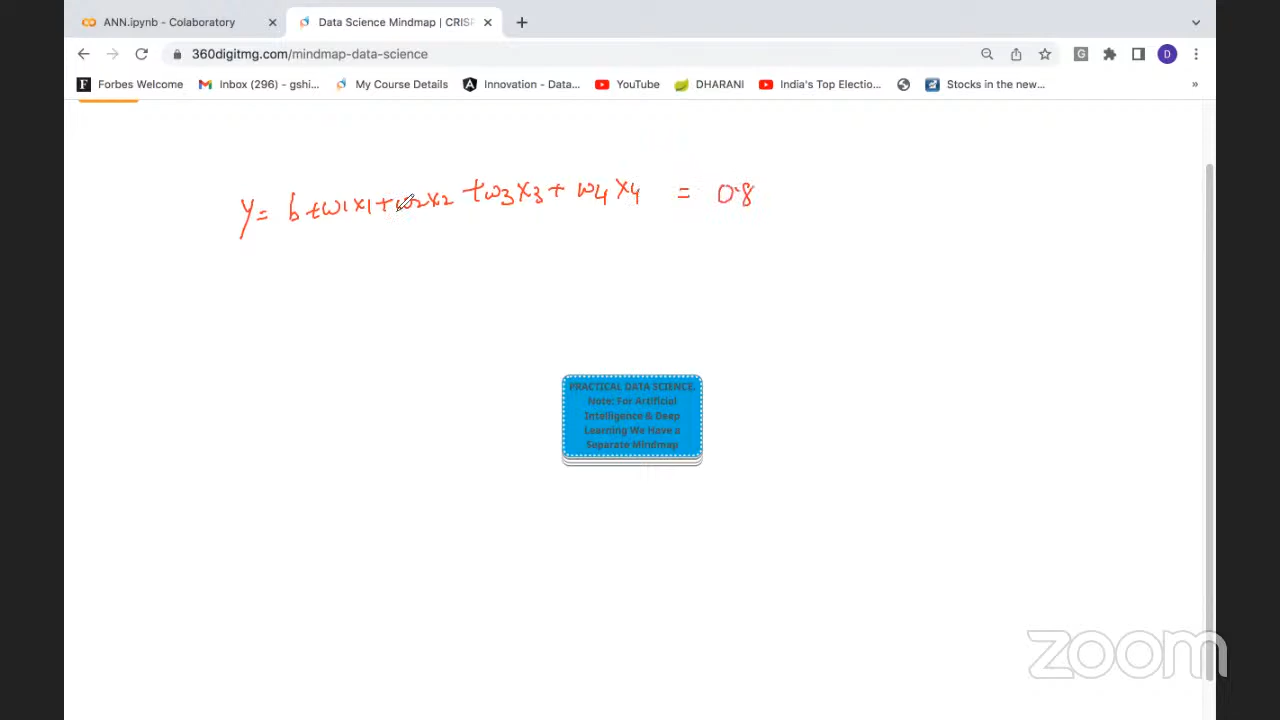 ANN.ipynb - Colaboratory
Data Science Mindmap | CRISP
360digitmg.com/mindmap-data-science
Forbes Welcome
Inbox (296) - gshi...
My Course Details
Innovation - Data...
YouTube
DHARANI
India's Top Electio...
Stocks in the new...
»
y = b + w1x1 + w2x2 + w3x3 + w4x4 = 0.8
PRACTICAL DATA SCIENCE.
Note: For Artificial
Intelligence & Deep
Learning We Have a
Separate Mindmap
zoom